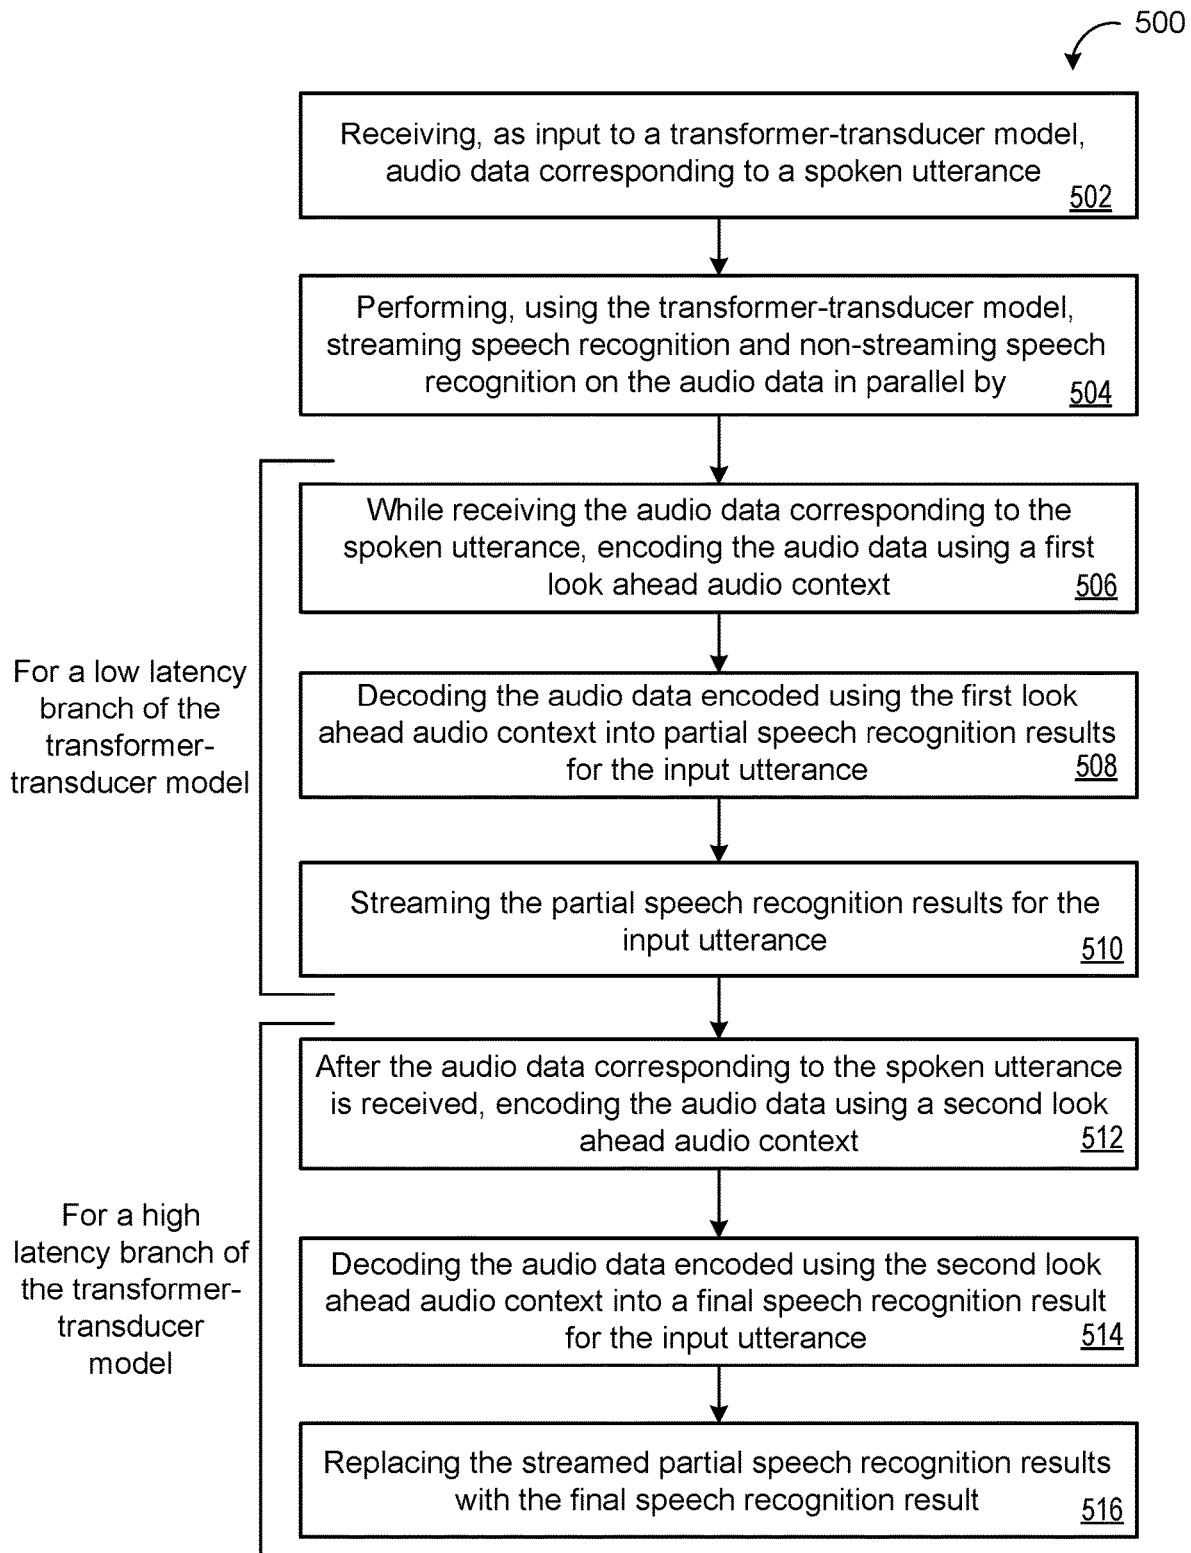 500
Receiving, as input to a transformer-transducer model,
audio data corresponding to a spoken utterance
502
Performing, using the transformer-transducer model,
streaming speech recognition and non-streaming speech
recognition on the audio data in parallel by
504
For a low latency
branch of the
transformer-
transducer model
While receiving the audio data corresponding to the
spoken utterance, encoding the audio data using a first
look ahead audio context
506
Decoding the audio data encoded using the first look
ahead audio context into partial speech recognition results
for the input utterance
508
Streaming the partial speech recognition results for the
input utterance
510
For a high
latency branch of
the transformer-
transducer
model
After the audio data corresponding to the spoken utterance
is received, encoding the audio data using a second look
ahead audio context
512
Decoding the audio data encoded using the second look
ahead audio context into a final speech recognition result
for the input utterance
514
Replacing the streamed partial speech recognition results
with the final speech recognition result
516